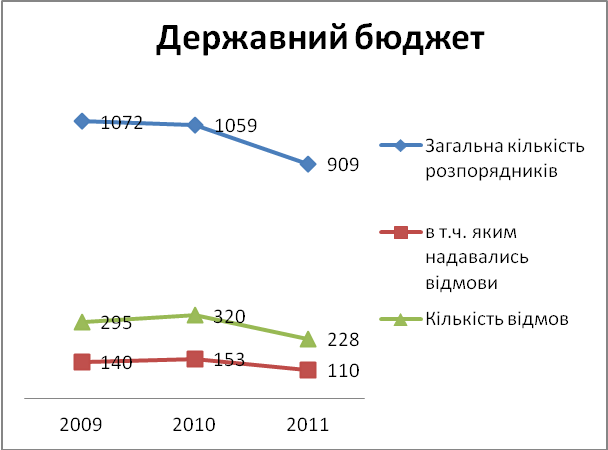 Державний бюджет
1072
1059
909
Загальна кількість
розпорядників
в т.ч. яким
надавались
відмови
Кількість відмов
295
320
228
140
153
110
2009
2010
2011